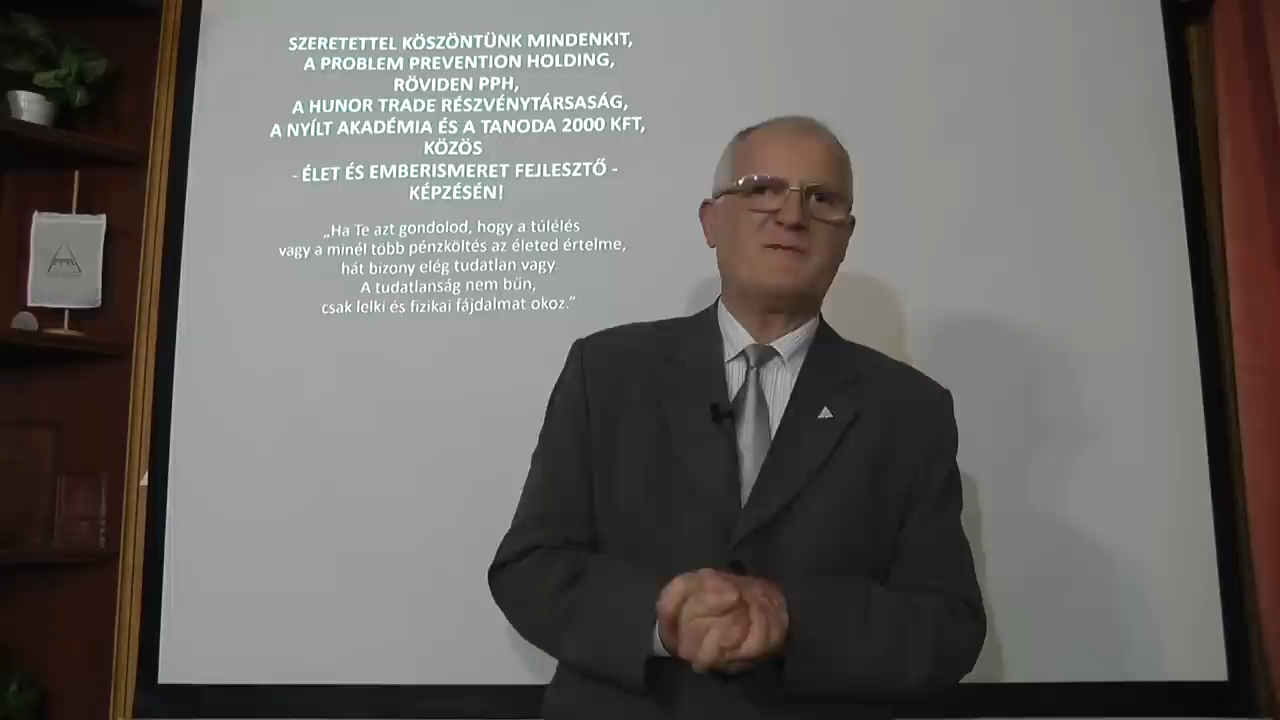 SZERETETTEL KÖSZÖNTÜNK MINDENKIT,
A PROBLEM PREVENTION HOLDING,
RÖVIDEN PPH,
A HUNOR TRADE RÉSZVÉNYTÁRSASÁG,
A NYÍLT AKADÉMIA ÉS A TANODA 2000 KFT,
KÖZÖS
- ÉLET ÉS EMBERISMERET FEJLESZTŐ -
KÉPZÉSÉN!
„Ha Te azt gondolod, hogy a túlélés
vagy a minél több pénzköltés az életed értelme,
hát bizony elég tudatlan vagy.
A tudatlanság nem bűn,
csak lelki és fizikai fájdalmat okoz.”